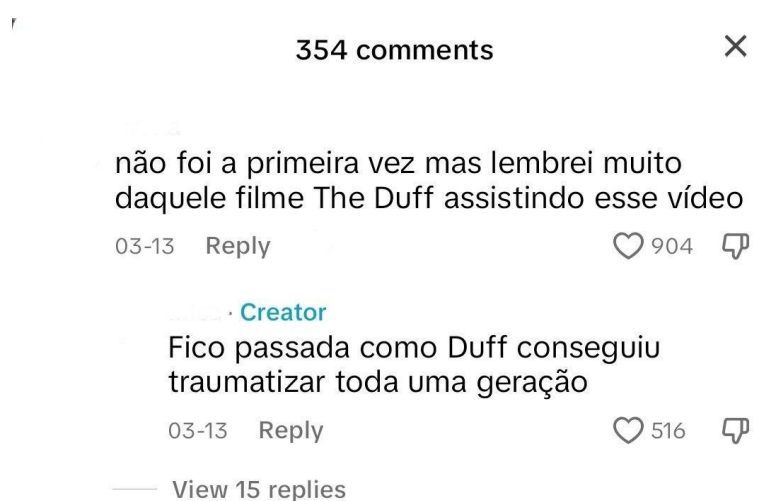 354 comments
não foi a primeira vez mas lembrei muito
daquele filme The Duff assistindo esse vídeo
03-13 Reply 904
· Creator
Fico passada como Duff conseguiu
traumatizar toda uma geração
03-13 Reply 516
View 15 replies